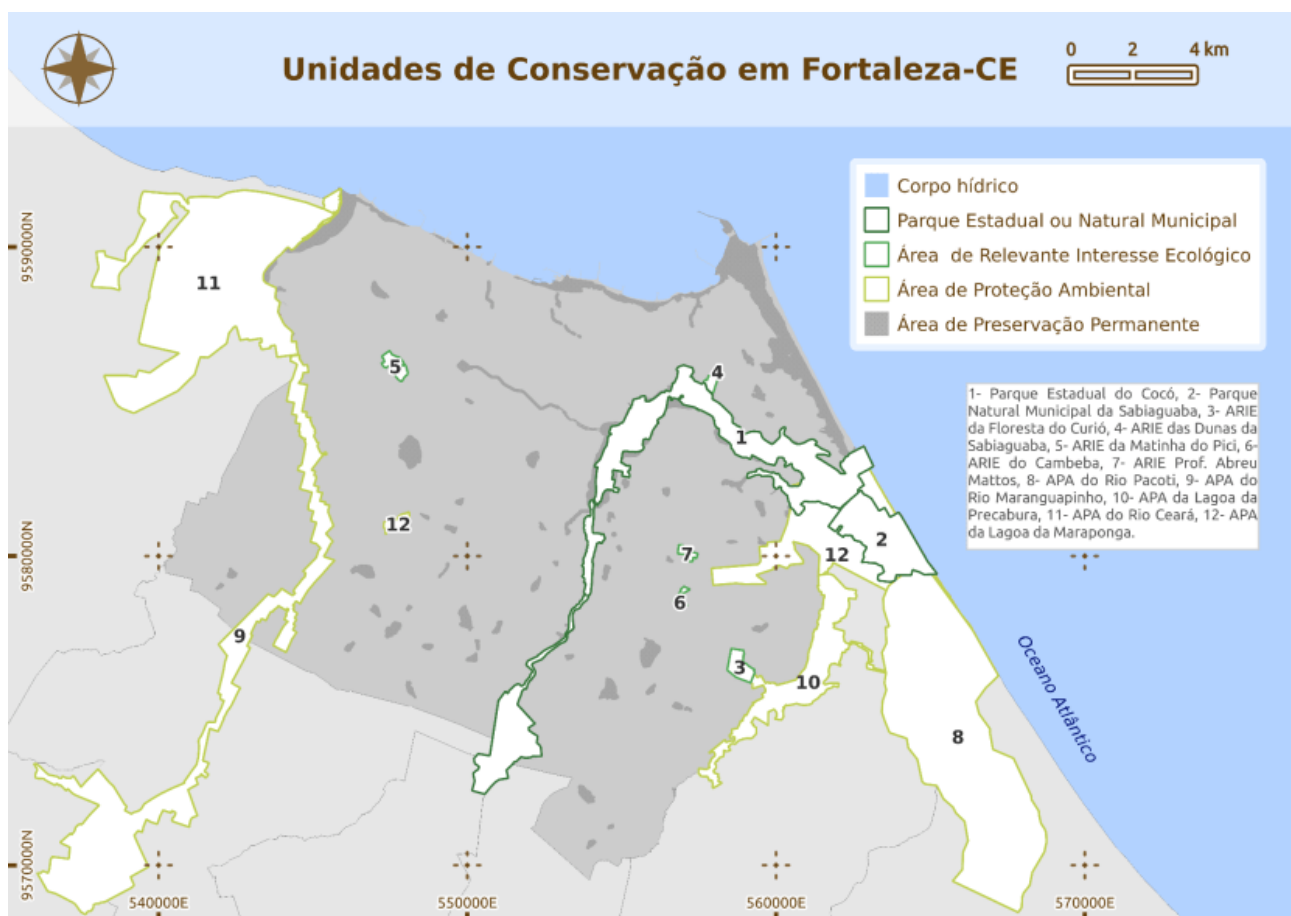 Unidades de Conservação em Fortaleza-CE
0 2 4 km
Corpo hídrico
Parque Estadual ou Natural Municipal
Área de Relevante Interesse Ecológico
Área de Proteção Ambiental
Área de Preservação Permanente
1- Parque Estadual do Cocó, 2- Parque
Natural Municipal da Sabiaguaba, 3- ARIE
da Floresta do Curió, 4- ARIE das Dunas da
Sabiaguaba, 5- ARIE da Matinha do Pici, 6-
ARIE do Cambeba, 7- ARIE Prof. Abreu
Mattos, 8- APA do Rio Pacoti, 9- APA do
Rio Maranguapinho, 10- APA da Lagoa da
Precabura, 11- APA do Rio Ceará, 12- APA
da Lagoa da Maraponga.
9590000N
11
5
4
1
12
9580000N
7
12
2
6
9
3
10
8
Oceano Atlântico
9570000N
540000E
550000E
560000E
570000E